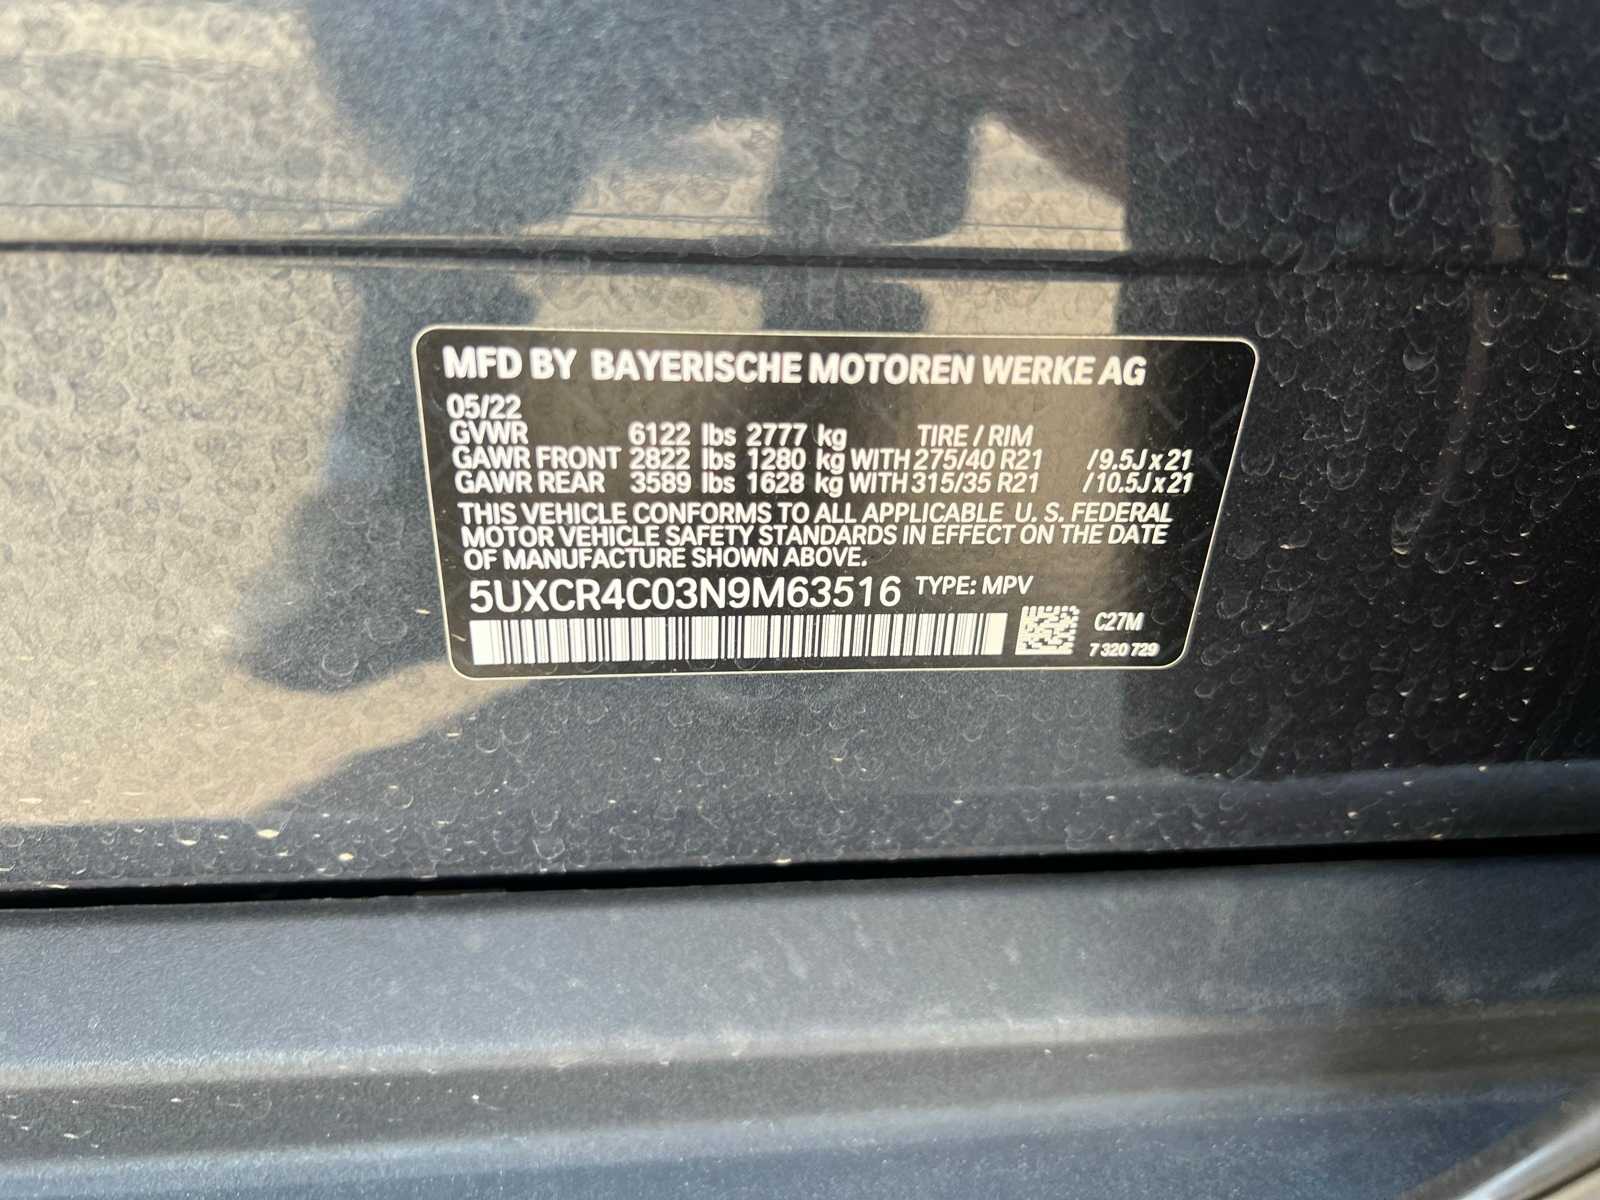 MFD BY BAYERISCHE MOTOREN WERKE AG
05/22
GVWR 6122 lbs 2777 kg TIRE / RIM
GAWR FRONT 2822 lbs 1280 kg WITH 275/40 R21 /9.5J x 21
GAWR REAR 3589 lbs 1628 kg WITH 315/35 R21 /10.5J x 21
THIS VEHICLE CONFORMS TO ALL APPLICABLE U. S. FEDERAL
MOTOR VEHICLE SAFETY STANDARDS IN EFFECT ON THE DATE
OF MANUFACTURE SHOWN ABOVE.
5UXCR4C03N9M63516 TYPE: MPV
C27M
7 320 729